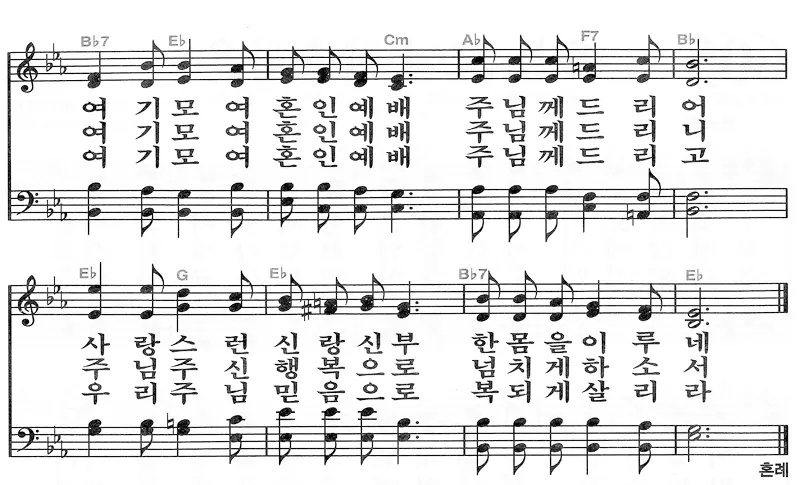 B♭7 E♭ Cm A♭ F7 B♭
여 기 모 여 혼 인 예 배 주 님 께 드 리 어
여 기 모 여 혼 인 예 배 주 님 께 드 리 니
여 기 모 여 혼 인 예 배 주 님 께 드 리 고
E♭ G E♭ B♭7 E♭
사 랑 스 런 신 랑 신 부 한 몸 을 이 루 네
주 님 주 신 행 복 으 로 넘 치 게 하 소 서
우 리 주 님 믿 음 으 로 복 되 게 살 리 라
혼례